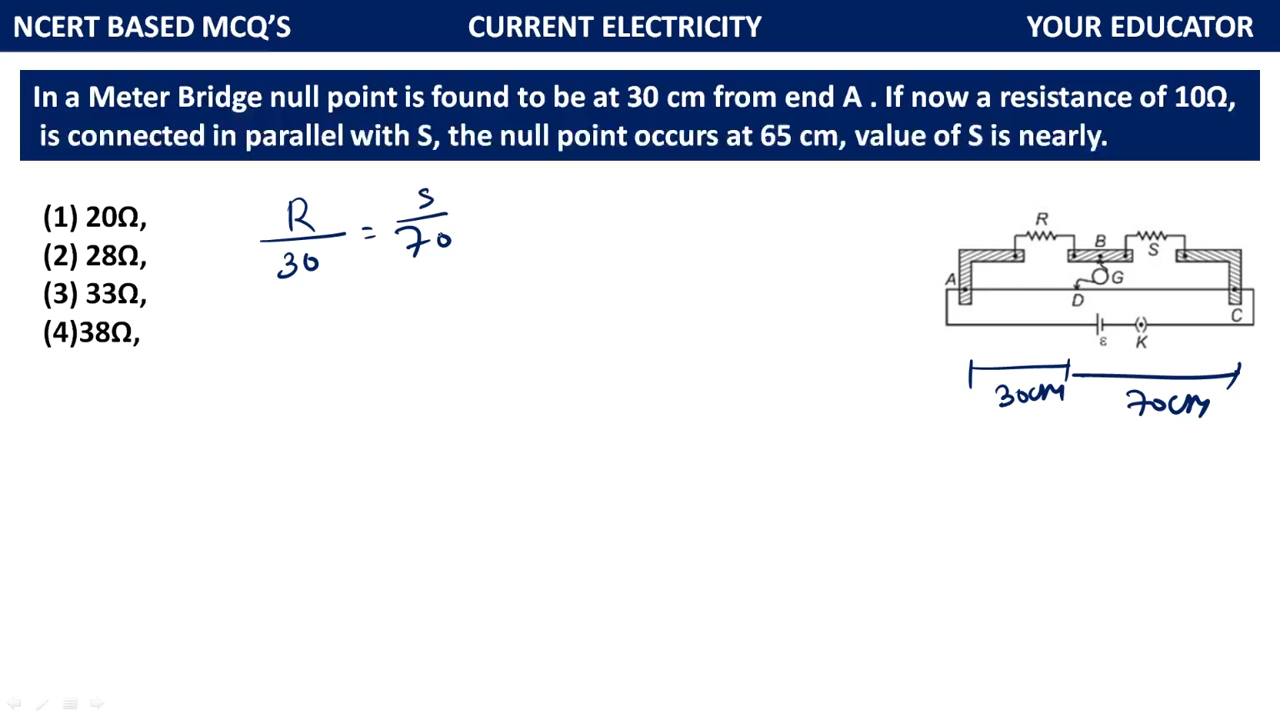 NCERT BASED MCQ'S CURRENT ELECTRICITY YOUR EDUCATOR
In a Meter Bridge null point is found to be at 30 cm from end A . If now a resistance of 10Ω,
is connected in parallel with S, the null point occurs at 65 cm, value of S is nearly.
(1) 20Ω,
(2) 28Ω,
(3) 33Ω,
(4)38Ω,
R/30 = S/70
R
B
S
A
G
D
C
ε K
30cm 70cm